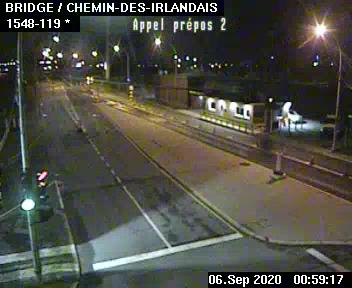 BRIDGE / CHEMIN-DES-IRLANDAIS
1548-119 *
Appel prépos 2
06.Sep 2020 00:59:17